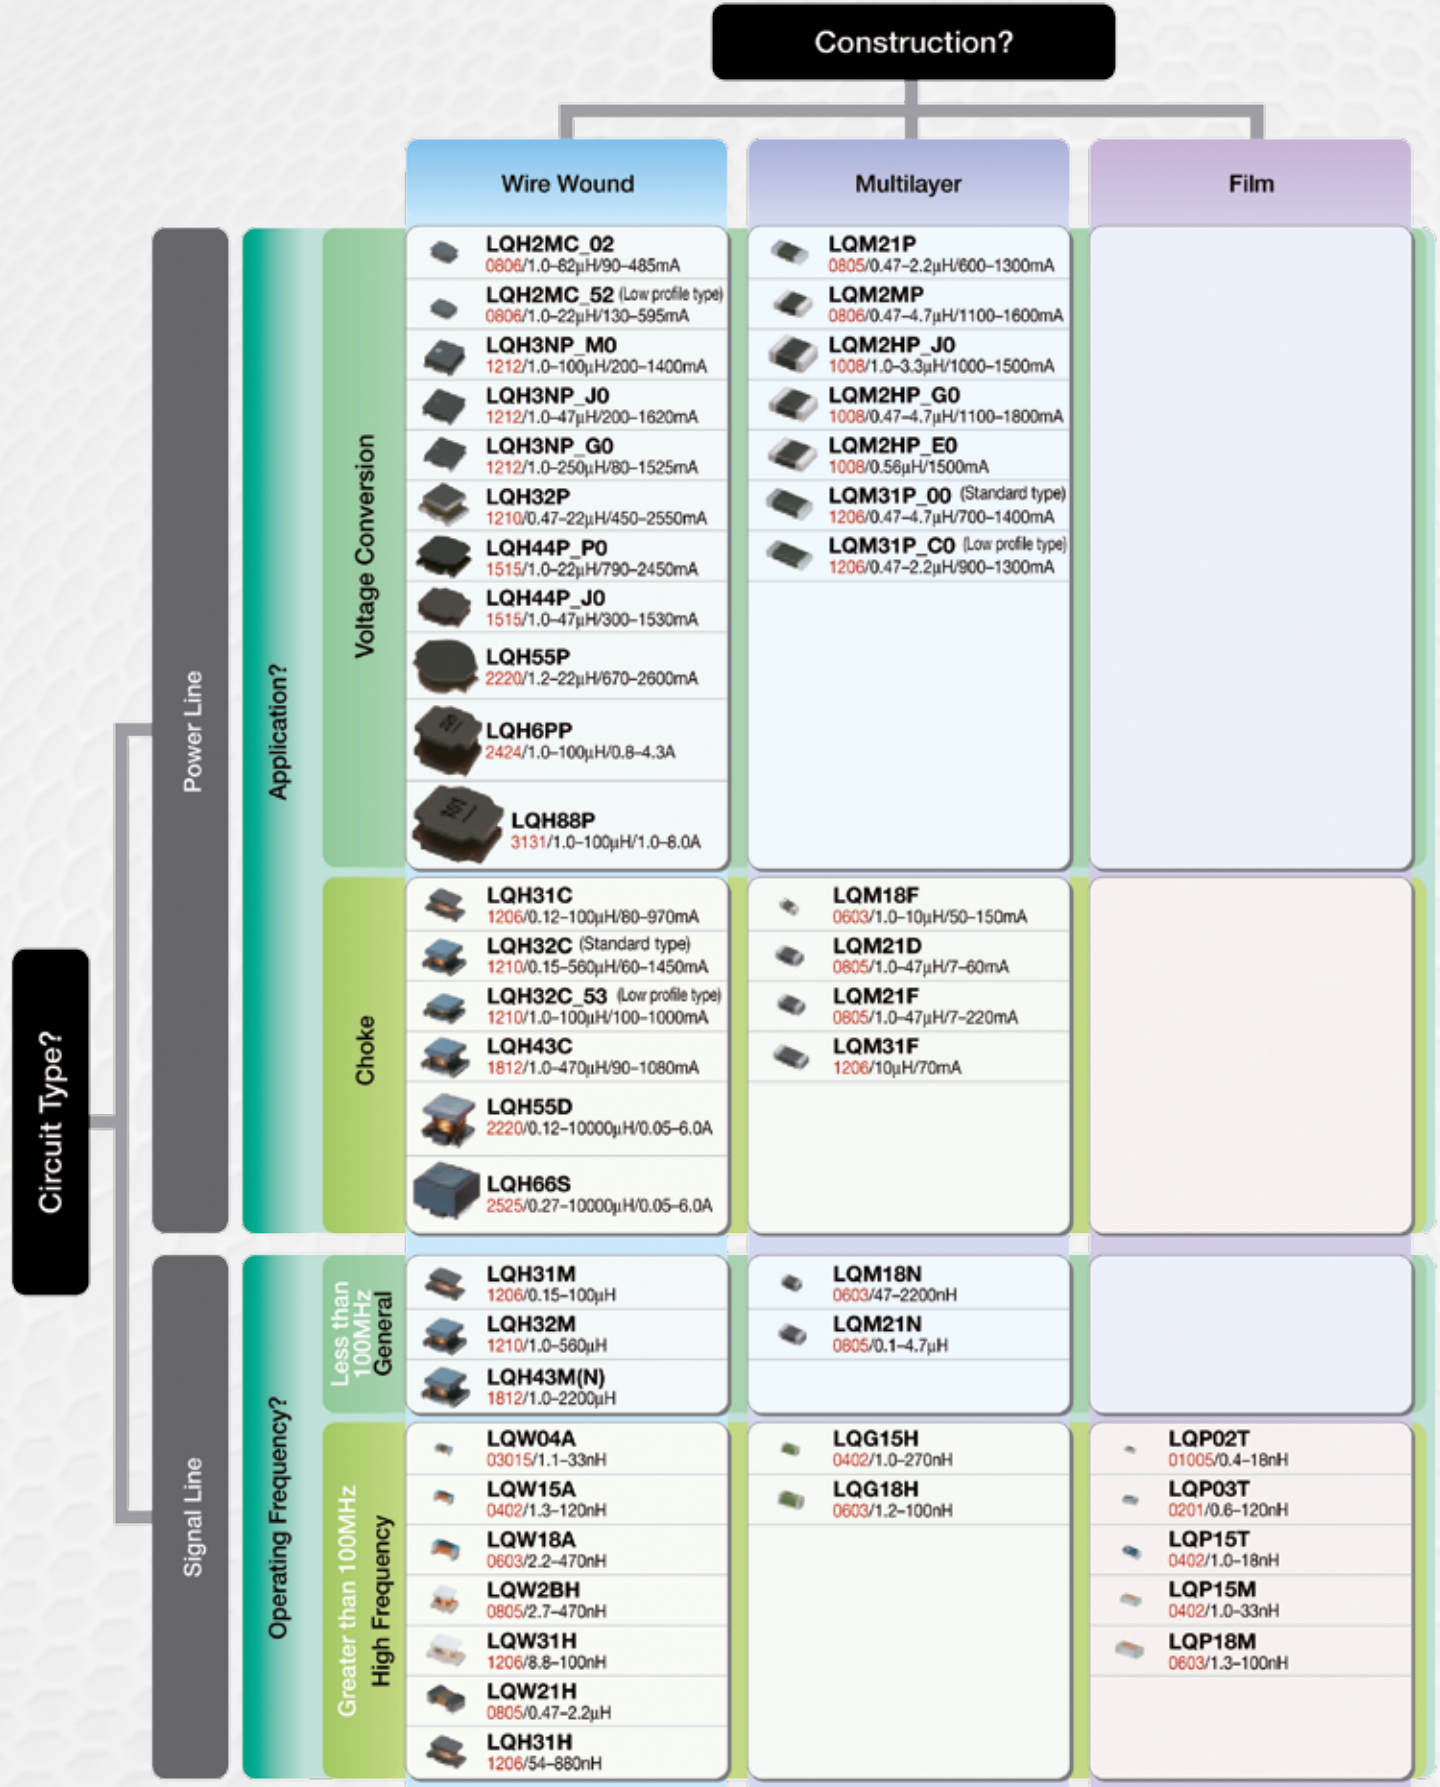 Construction?
Wire Wound
Multilayer
Film
Circuit Type?
Power Line
Application?
Voltage Conversion
LQH2MC_02
0806/1.0–82µH/90–485mA
LQH2MC_52 (Low profile type)
0806/1.0–22µH/130–595mA
LQH3NP_M0
1212/1.0–100µH/200–1400mA
LQH3NP_J0
1212/1.0–47µH/200–1620mA
LQH3NP_G0
1212/1.0–250µH/80–1525mA
LQH32P
1210/0.47–22µH/450–2550mA
LQH44P_P0
1515/1.0–22µH/790–2450mA
LQH44P_J0
1515/1.0–47µH/300–1530mA
LQH55P
2220/1.2–22µH/670–2600mA
LQH6PP
2424/1.0–100µH/0.8–4.3A
101
LQH88P
3131/1.0–100µH/1.0–8.0A
LQM21P
0805/0.47–2.2µH/600–1300mA
LQM2MP
0806/0.47–4.7µH/1100–1600mA
LQM2HP_J0
1008/1.0–3.3µH/1000–1500mA
LQM2HP_G0
1008/0.47–4.7µH/1100–1800mA
LQM2HP_E0
1008/0.56µH/1500mA
LQM31P_00 (Standard type)
1206/0.47–4.7µH/700–1400mA
LQM31P_C0 (Low profile type)
1206/0.47–2.2µH/900–1300mA
Choke
LQH31C
1206/0.12–100µH/80–970mA
LQH32C (Standard type)
1210/0.15–560µH/60–1450mA
LQH32C_53 (Low profile type)
1210/1.0–100µH/100–1000mA
LQH43C
1812/1.0–470µH/90–1080mA
LQH55D
2220/0.12–10000µH/0.05–6.0A
LQH66S
2525/0.27–10000µH/0.05–6.0A
LQM18F
0603/1.0–10µH/50–150mA
LQM21D
0805/1.0–47µH/7–60mA
LQM21F
0805/1.0–47µH/7–220mA
LQM31F
1206/10µH/70mA
Signal Line
Operating Frequency?
Less than
100MHz
General
LQH31M
1206/0.15–100µH
LQH32M
1210/1.0–560µH
LQH43M(N)
1812/1.0–2200µH
LQM18N
0603/47–2200nH
LQM21N
0805/0.1–4.7µH
Greater than 100MHz
High Frequency
LQW04A
03015/1.1–33nH
LQW15A
0402/1.3–120nH
LQW18A
0603/2.2–470nH
LQW2BH
0805/2.7–470nH
LQW31H
1206/8.8–100nH
LQW21H
0805/0.47–2.2µH
LQH31H
1206/54–880nH
LQG15H
0402/1.0–270nH
LQG18H
0603/1.2–100nH
LQP02T
01005/0.4–18nH
LQP03T
0201/0.6–120nH
LQP15T
0402/1.0–18nH
LQP15M
0402/1.0–33nH
LQP18M
0603/1.3–100nH